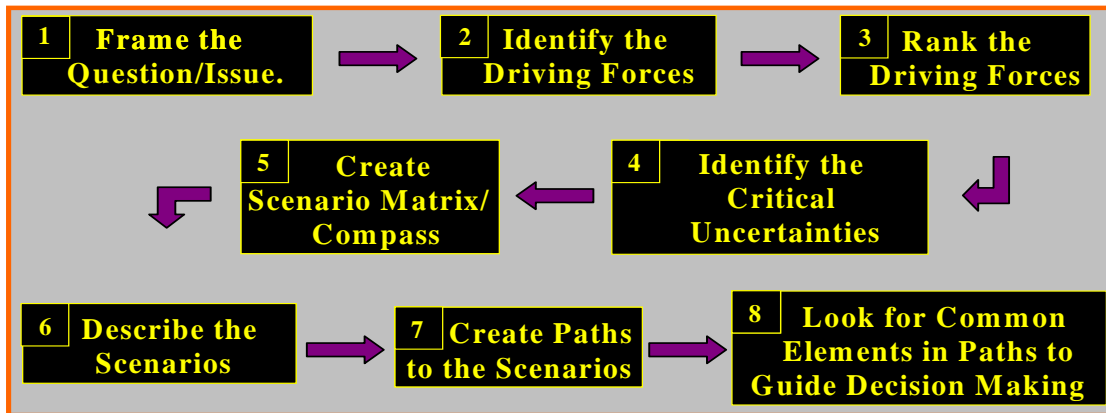 1
Frame the
Question/Issue.
2
Identify the
Driving Forces
3
Rank the
Driving Forces
4
Identify the
Critical
Uncertainties
5
Create
Scenario Matrix/
Compass
6
Describe the
Scenarios
7
Create Paths
to the Scenarios
8
Look for Common
Elements in Paths to
Guide Decision Making